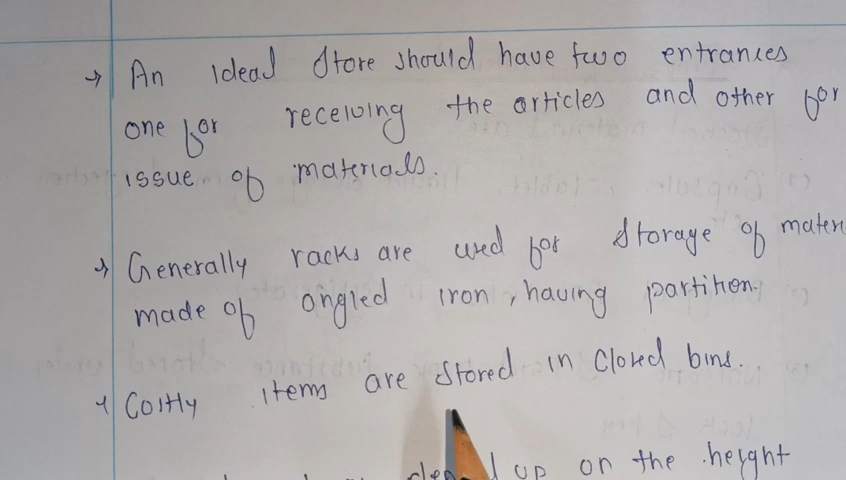 → An ideal store should have two entrances
one for receiving the articles and other for
issue of materials.
→ Generally racks are used for storage of mater
made of angled iron, having partition.
→ Costly items are stored in closed bins.
up on the height